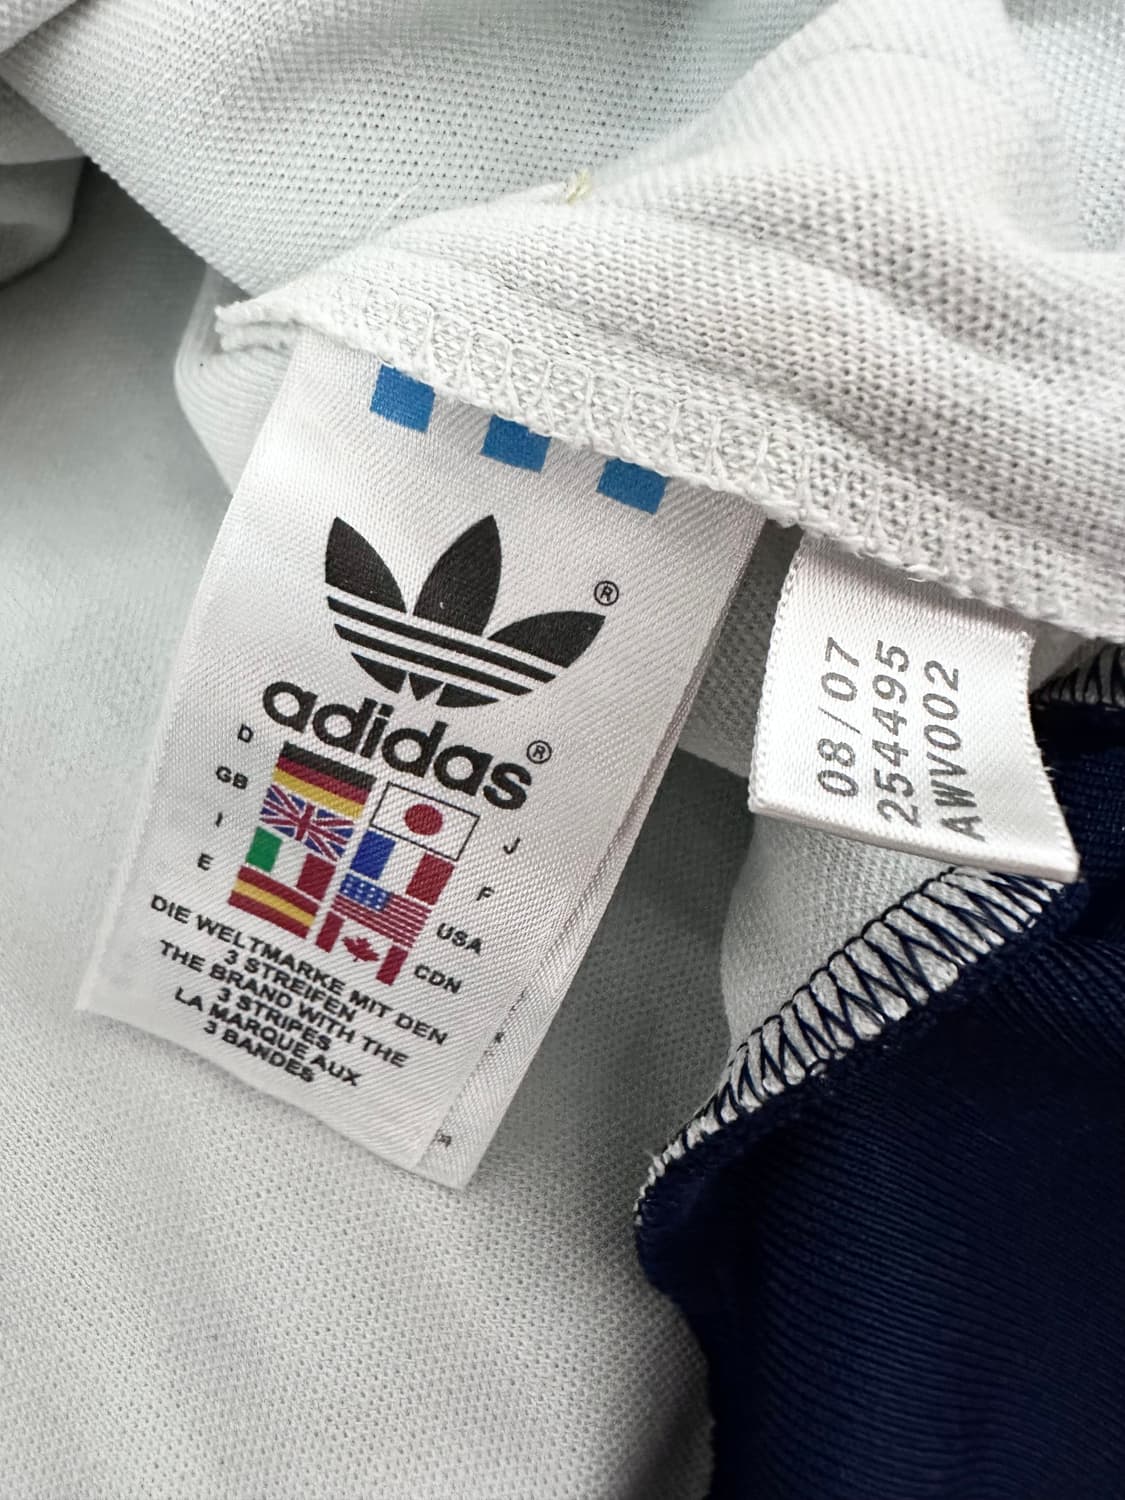 ®
adidas®
D
GB
I
E
J
F
USA
CDN
DIE WELTMARKE MIT DEN
3 STREIFEN
THE BRAND WITH THE
3 STRIPES
LA MARQUE AUX
3 BANDES
08/07
254495
AWV002